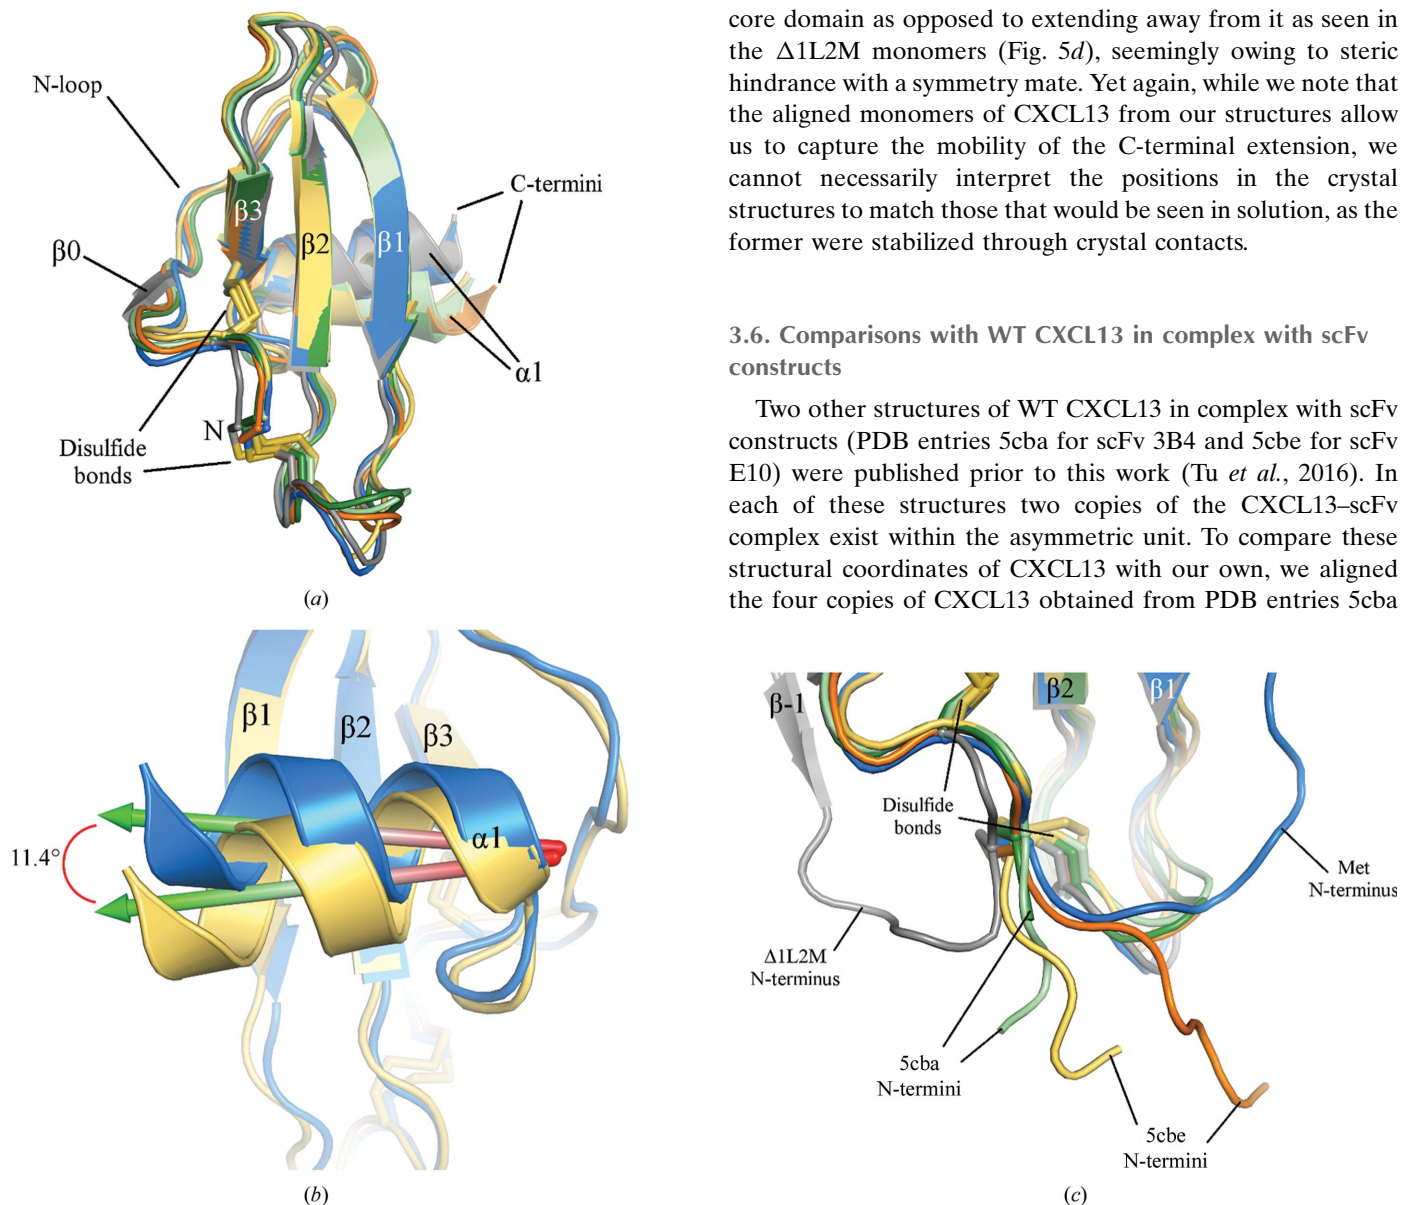 N-loop
β3
β2
β1
C-termini
β0
α1
N
Disulfide
bonds
(a)
core domain as opposed to extending away from it as seen in
the Δ1L2M monomers (Fig. 5d), seemingly owing to steric
hindrance with a symmetry mate. Yet again, while we note that
the aligned monomers of CXCL13 from our structures allow
us to capture the mobility of the C-terminal extension, we
cannot necessarily interpret the positions in the crystal
structures to match those that would be seen in solution, as the
former were stabilized through crystal contacts.
3.6. Comparisons with WT CXCL13 in complex with scFv
constructs
Two other structures of WT CXCL13 in complex with scFv
constructs (PDB entries 5cba for scFv 3B4 and 5cbe for scFv
E10) were published prior to this work (Tu et al., 2016). In
each of these structures two copies of the CXCL13–scFv
complex exist within the asymmetric unit. To compare these
structural coordinates of CXCL13 with our own, we aligned
the four copies of CXCL13 obtained from PDB entries 5cba
β1
β2
β3
α1
11.4°
(b)
β-1
β2
β1
Disulfide
bonds
Met
N-terminus
Δ1L2M
N-terminus
5cba
N-termini
5cbe
N-termini
(c)